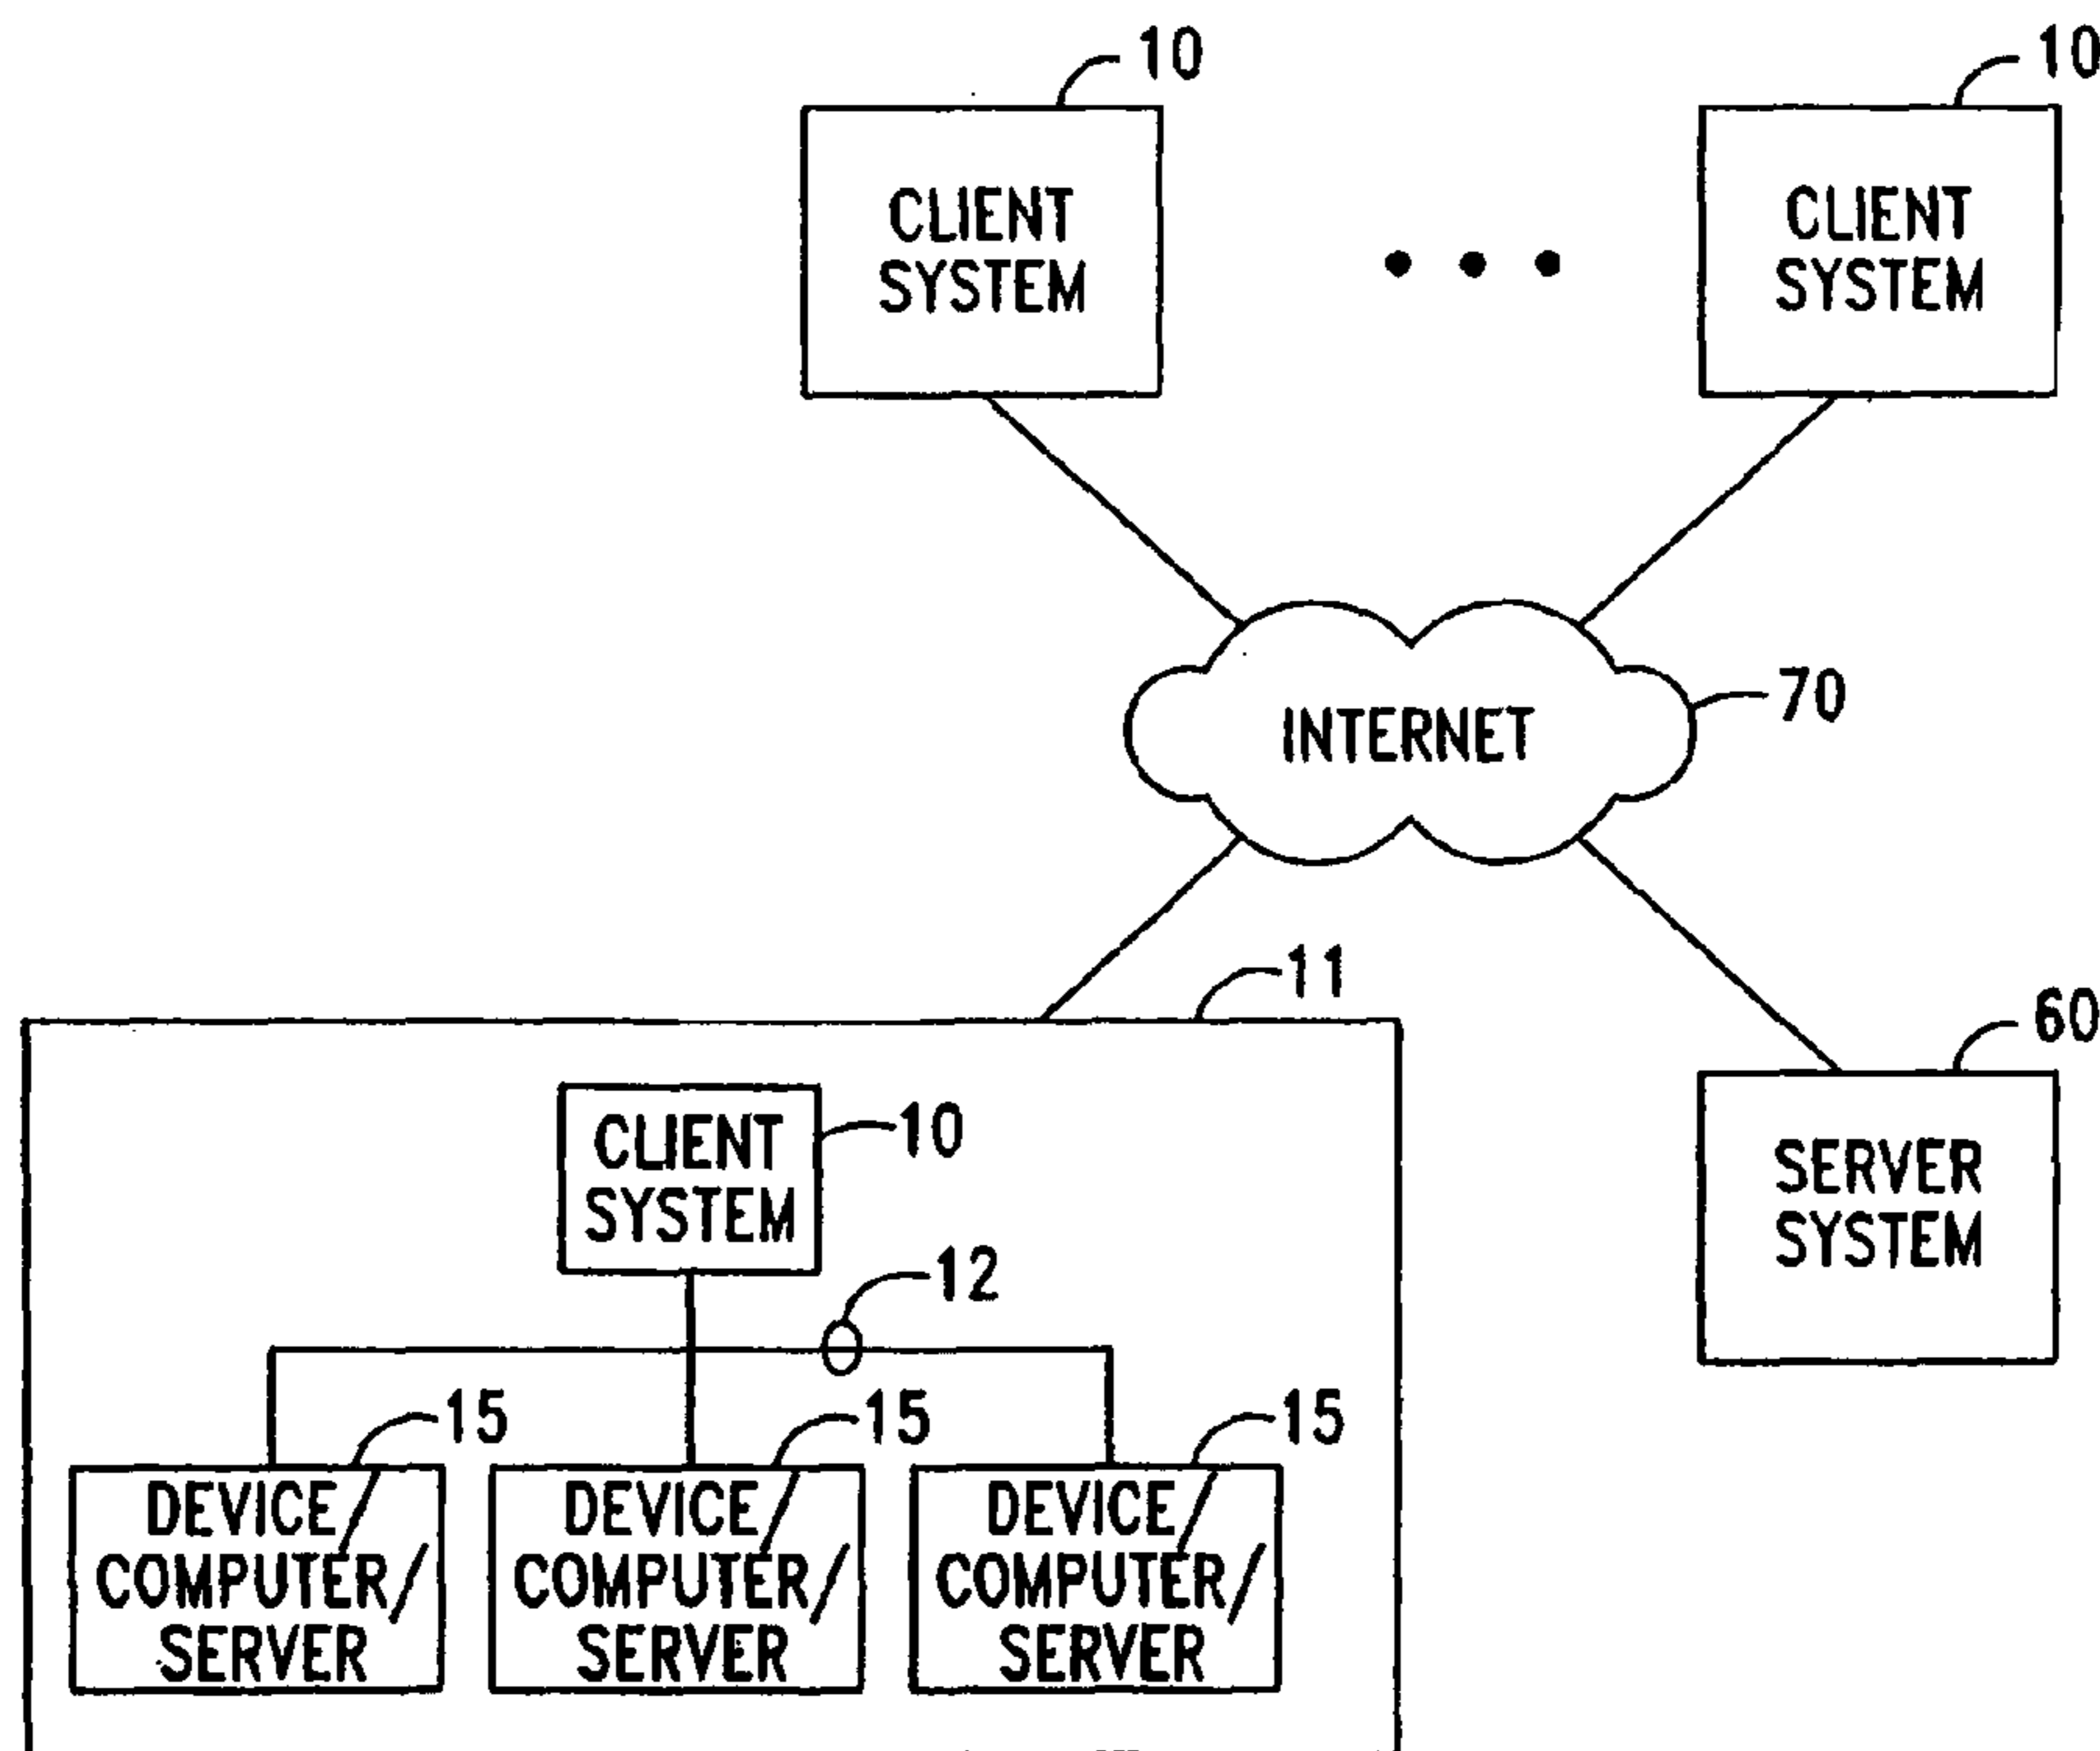 10
10
CLIENT
SYSTEM
CLIENT
SYSTEM
INTERNET
70
11
60
CLIENT
SYSTEM
10
SERVER
SYSTEM
12
15
15
15
DEVICE/
COMPUTER/
SERVER
DEVICE/
COMPUTER/
SERVER
DEVICE/
COMPUTER/
SERVER